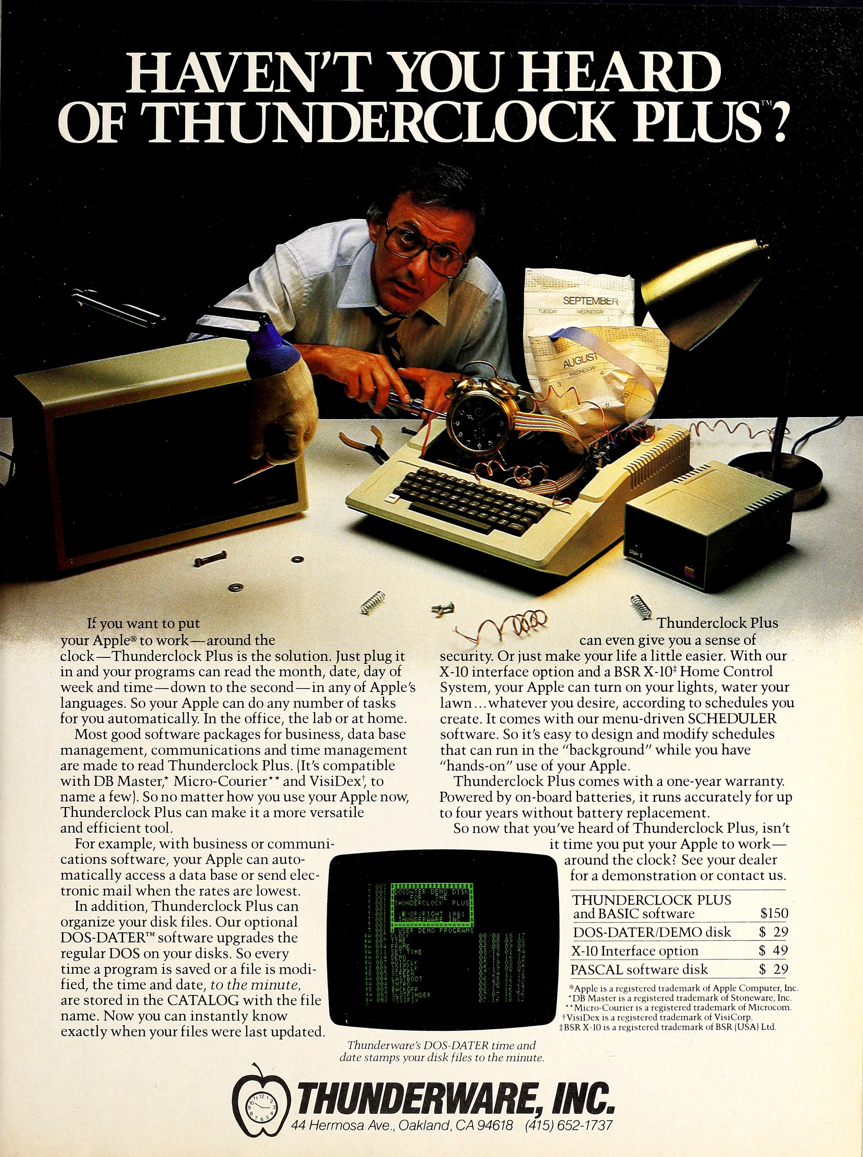 HAVEN'T YOU HEARD
OF THUNDERCLOCK PLUS™?
SEPTEMBER
TUESDAY WEDNESDAY
AUGUST
WEDNESDAY
If you want to put
your Apple® to work—around the
clock—Thunderclock Plus is the solution. Just plug it
in and your programs can read the month, date, day of
week and time—down to the second—in any of Apple's
languages. So your Apple can do any number of tasks
for you automatically. In the office, the lab or at home.
Most good software packages for business, data base
management, communications and time management
are made to read Thunderclock Plus. (It's compatible
with DB Master,* Micro-Courier** and VisiDex†, to
name a few). So no matter how you use your Apple now,
Thunderclock Plus can make it a more versatile
and efficient tool.
For example, with business or communi-
cations software, your Apple can auto-
matically access a data base or send elec-
tronic mail when the rates are lowest.
In addition, Thunderclock Plus can
organize your disk files. Our optional
DOS-DATER™ software upgrades the
regular DOS on your disks. So every
time a program is saved or a file is modi-
fied, the time and date, to the minute,
are stored in the CATALOG with the file
name. Now you can instantly know
exactly when your files were last updated.
Thunderclock Plus
can even give you a sense of
security. Or just make your life a little easier. With our
X-10 interface option and a BSR X-10‡ Home Control
System, your Apple can turn on your lights, water your
lawn...whatever you desire, according to schedules you
create. It comes with our menu-driven SCHEDULER
software. So it's easy to design and modify schedules
that can run in the "background" while you have
"hands-on" use of your Apple.
Thunderclock Plus comes with a one-year warranty.
Powered by on-board batteries, it runs accurately for up
to four years without battery replacement.
So now that you've heard of Thunderclock Plus, isn't
it time you put your Apple to work—
around the clock? See your dealer
for a demonstration or contact us.
DOS-DATER DEMO DISK
FOR THE
THUNDERCLOCK PLUS
COPYRIGHT 1981
THUNDERWARE INC
USER DEMO PROGRAMS
Thunderware's DOS-DATER time and
date stamps your disk files to the minute.
THUNDERCLOCK PLUS
and BASIC software $150
DOS-DATER/DEMO disk $ 29
X-10 Interface option $ 49
PASCAL software disk $ 29
®Apple is a registered trademark of Apple Computer, Inc.
*DB Master is a registered trademark of Stoneware, Inc.
**Micro-Courier is a registered trademark of Microcom.
†VisiDex is a registered trademark of VisiCorp.
‡BSR X-10 is a registered trademark of BSR (USA) Ltd.
THUNDERWARE, INC.
44 Hermosa Ave., Oakland, CA 94618 (415) 652-1737